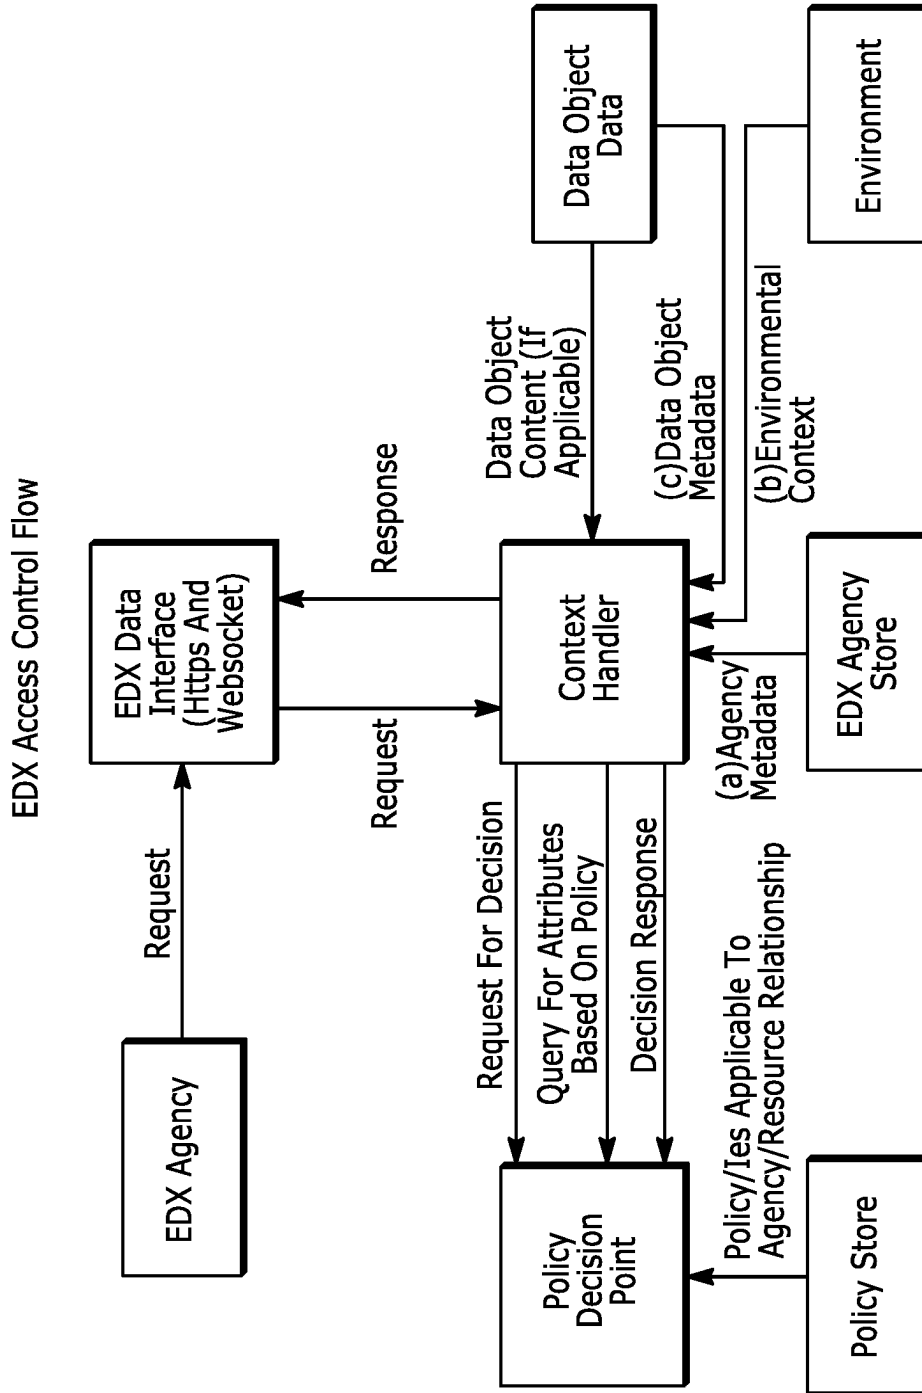 EDX Access Control Flow
EDX Agency
Request
EDX Data
Interface
(Https And
Websocket)
Request
Response
Request For Decision
Query For Attributes
Based On Policy
Decision Response
Policy
Decision
Point
Context
Handler
Data Object
Content (If
Applicable)
Data Object
Data
(c)Data Object
Metadata
(b)Environmental
Context
(a)Agency
Metadata
Policy/Ies Applicable To
Agency/Resource Relationship
Policy Store
EDX Agency
Store
Environment